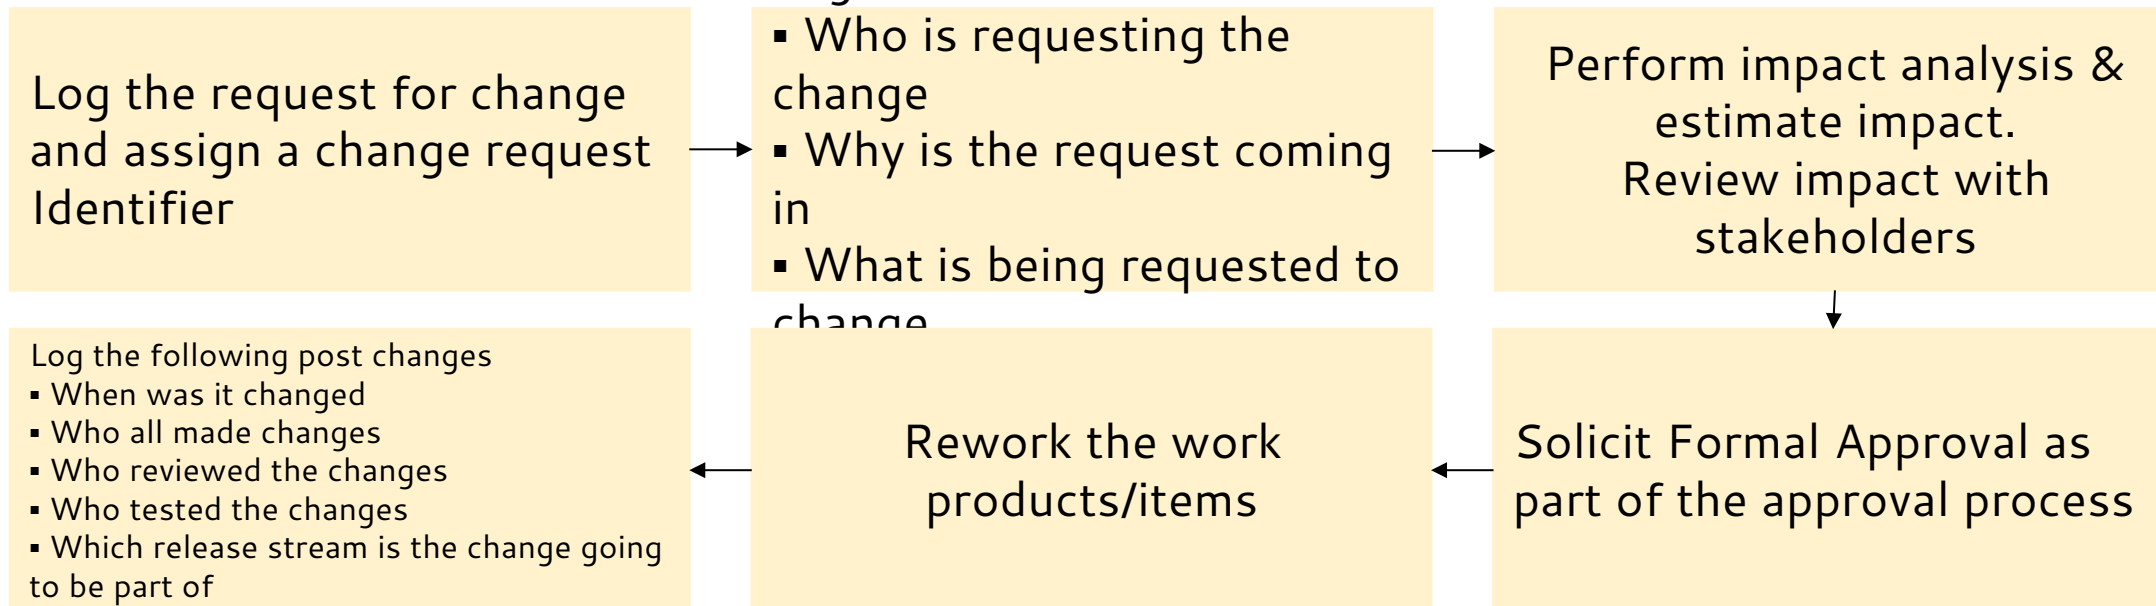 Log the request for change
and assign a change request
Identifier
▪ Who is requesting the
change
▪ Why is the request coming
in
▪ What is being requested to
change
Perform impact analysis &
estimate impact.
Review impact with
stakeholders
Solicit Formal Approval as
part of the approval process
Rework the work
products/items
Log the following post changes
▪ When was it changed
▪ Who all made changes
▪ Who reviewed the changes
▪ Who tested the changes
▪ Which release stream is the change going
to be part of